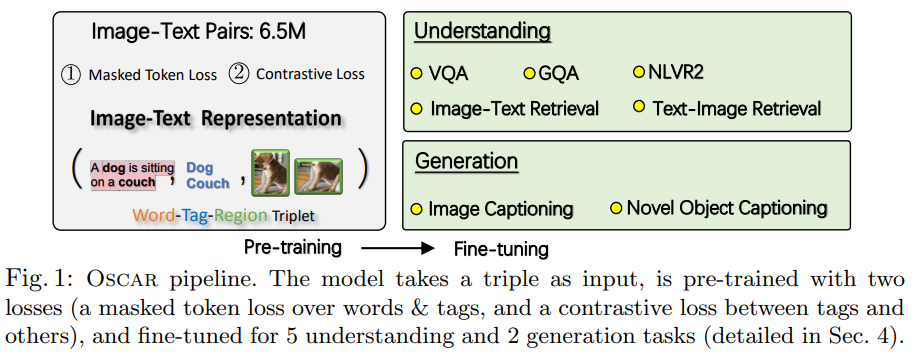 Image-Text Pairs: 6.5M
① Masked Token Loss ② Contrastive Loss
Image-Text Representation
( A dog is sitting on a couch , Dog Couch , )
Word-Tag-Region Triplet
Understanding
VQA GQA NLVR2
Image-Text Retrieval Text-Image Retrieval
Generation
Image Captioning Novel Object Captioning
Pre-training Fine-tuning
Fig. 1: OSCAR pipeline. The model takes a triple as input, is pre-trained with two
losses (a masked token loss over words & tags, and a contrastive loss between tags and
others), and fine-tuned for 5 understanding and 2 generation tasks (detailed in Sec. 4).